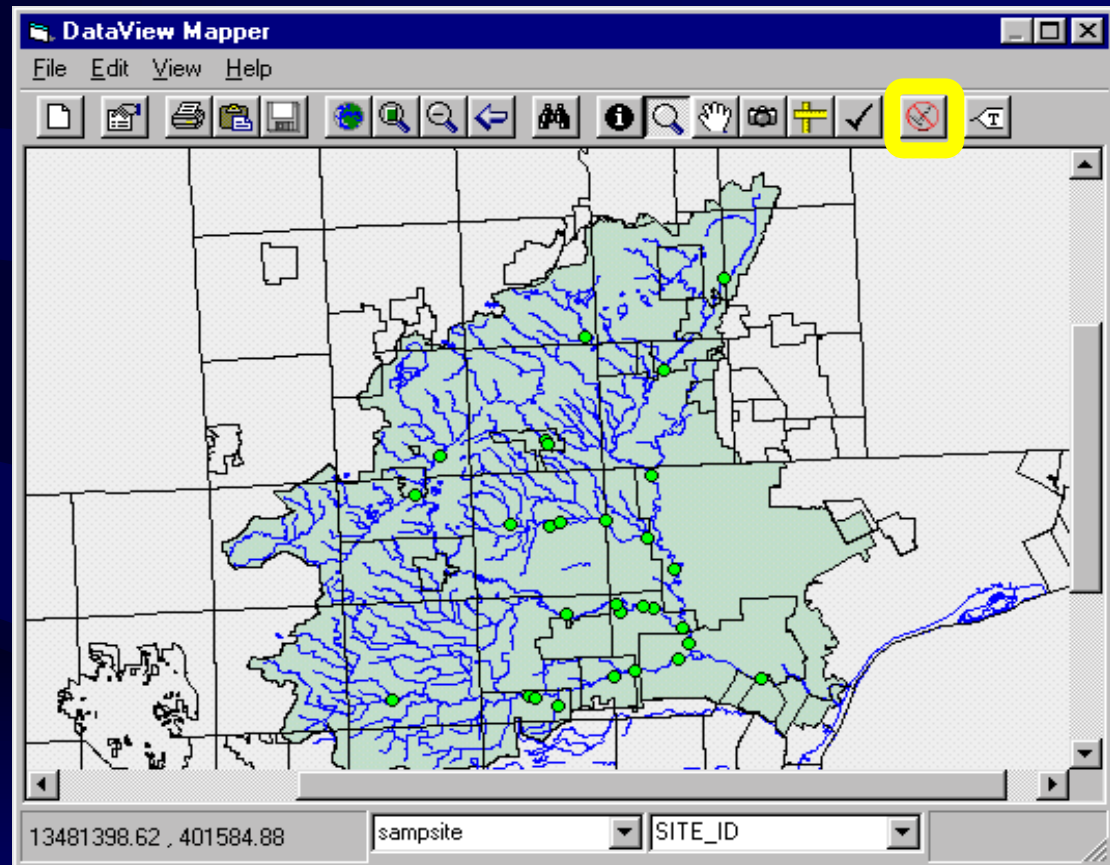 DataView Mapper
File Edit View Help
T
13481398.62 , 401584.88 sampsite SITE_ID